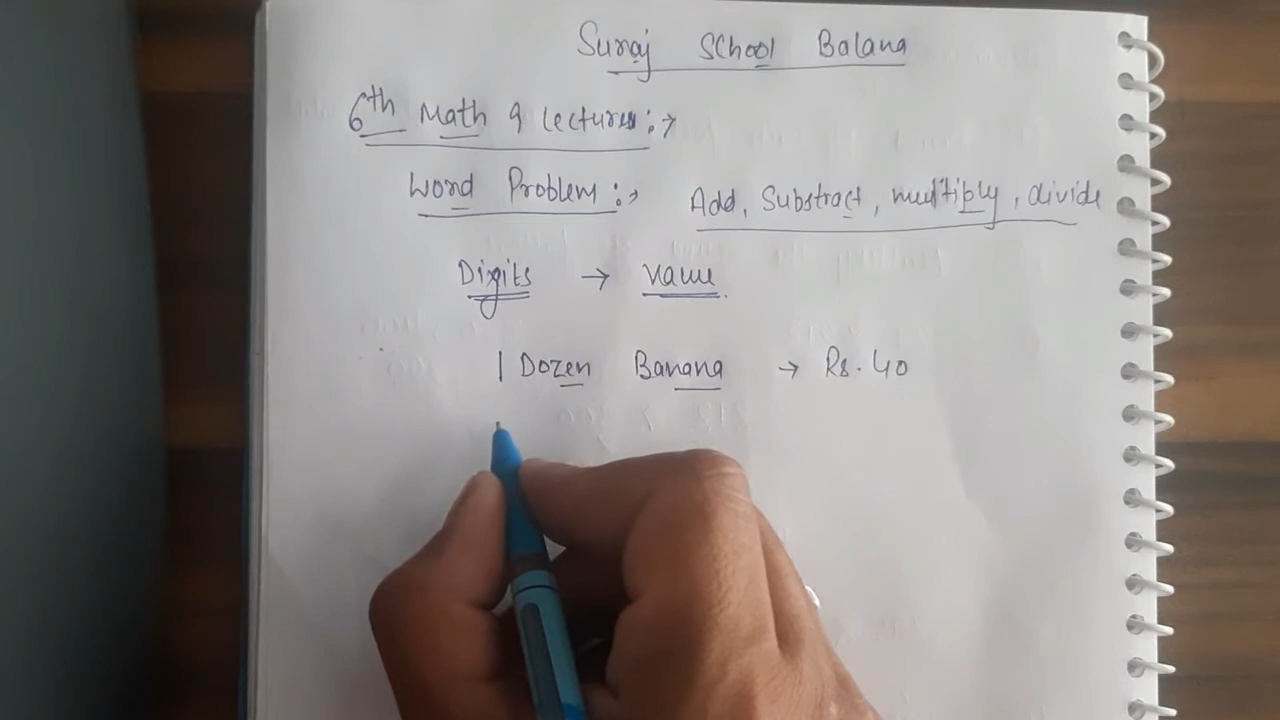 Suraj School Balana
6th Math 9 Lectures :→
Word Problem :→ Add, Substract, multiply, divide
Digits → value
1 Dozen Banana → Rs. 40